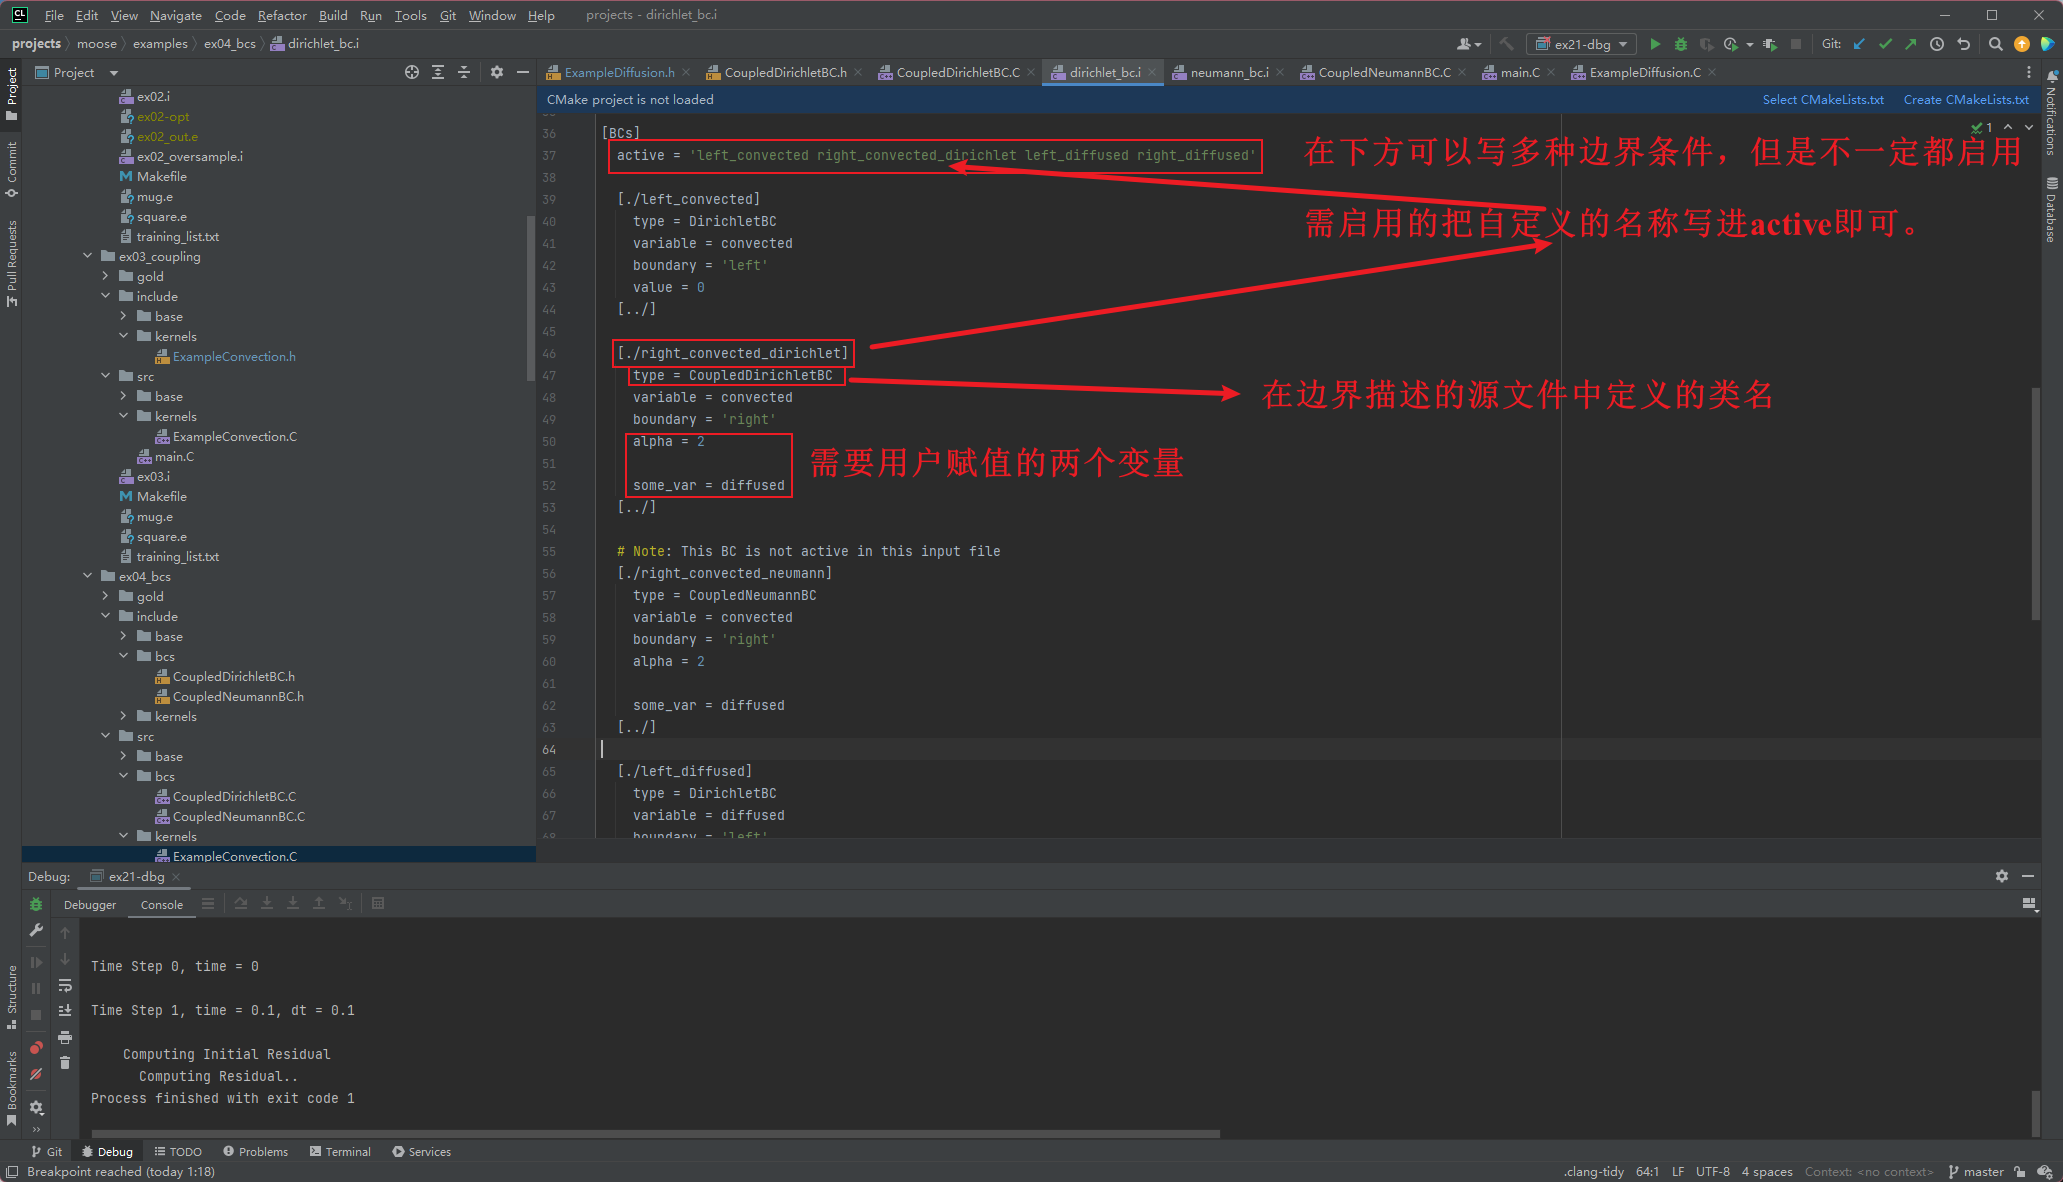 File Edit View Navigate Code Refactor Build Run Tools Git Window Help projects - dirichlet_bc.i
projects moose examples ex04_bcs dirichlet_bc.i ex21-dbg Git:
Project ExampleDiffusion.h CoupledDirichletBC.h CoupledDirichletBC.C dirichlet_bc.i neumann_bc.i CoupledNeumannBC.C main.C ExampleDiffusion.C
CMake project is not loaded Select CMakeLists.txt Create CMakeLists.txt
Project
Commit
Pull Requests
Structure
Bookmarks
Notifications
Database
ex02.i
ex02-opt
ex02_out.e
ex02_oversample.i
Makefile
mug.e
square.e
training_list.txt
ex03_coupling
gold
include
base
kernels
ExampleConvection.h
src
base
kernels
ExampleConvection.C
main.C
ex03.i
Makefile
mug.e
square.e
training_list.txt
ex04_bcs
gold
include
base
bcs
CoupledDirichletBC.h
CoupledNeumannBC.h
kernels
src
base
bcs
CoupledDirichletBC.C
CoupledNeumannBC.C
kernels
ExampleConvection.C
1
36 [BCs]
37 active = 'left_convected right_convected_dirichlet left_diffused right_diffused'
38
39 [./left_convected]
40 type = DirichletBC
41 variable = convected
42 boundary = 'left'
43 value = 0
44 [../]
45
46 [./right_convected_dirichlet]
47 type = CoupledDirichletBC
48 variable = convected
49 boundary = 'right'
50 alpha = 2
51
52 some_var = diffused
53 [../]
54
55 # Note: This BC is not active in this input file
56 [./right_convected_neumann]
57 type = CoupledNeumannBC
58 variable = convected
59 boundary = 'right'
60 alpha = 2
61
62 some_var = diffused
63 [../]
64
65 [./left_diffused]
66 type = DirichletBC
67 variable = diffused
68 boundary = 'left'
在下方可以写多种边界条件，但是不一定都启用
需启用的把自定义的名称写进active即可。
在边界描述的源文件中定义的类名
需要用户赋值的两个变量
Debug: ex21-dbg
Debugger Console
Time Step 0, time = 0
Time Step 1, time = 0.1, dt = 0.1
Computing Initial Residual
Computing Residual..
Process finished with exit code 1
Git Debug TODO Problems Terminal Services
Breakpoint reached (today 1:18) .clang-tidy 64:1 LF UTF-8 4 spaces Context: <no context> master